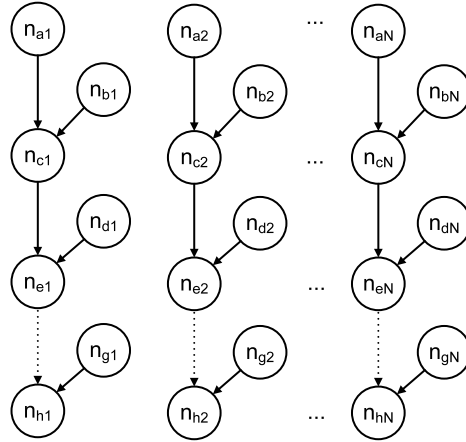 n_a1 n_a2 ... n_aN
n_b1 n_b2 n_bN
n_c1 n_c2 ... n_cN
n_d1 n_d2 n_dN
n_e1 n_e2 ... n_eN
n_g1 n_g2 n_gN
n_h1 n_h2 ... n_hN